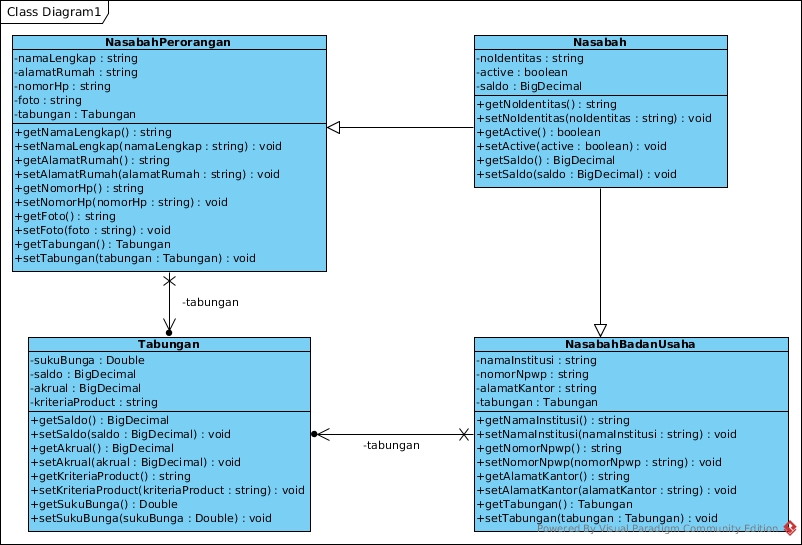 Class Diagram1
NasabahPerorangan
-namaLengkap : string
-alamatRumah : string
-nomorHp : string
-foto : string
-tabungan : Tabungan
+getNamaLengkap() : string
+setNamaLengkap(namaLengkap : string) : void
+getAlamatRumah() : string
+setAlamatRumah(alamatRumah : string) : void
+getNomorHp() : string
+setNomorHp(nomorHp : string) : void
+getFoto() : string
+setFoto(foto : string) : void
+getTabungan() : Tabungan
+setTabungan(tabungan : Tabungan) : void
Nasabah
-noIdentitas : string
-active : boolean
-saldo : BigDecimal
+getNoIdentitas() : string
+setNoIdentitas(noIdentitas : string) : void
+getActive() : boolean
+setActive(active : boolean) : void
+getSaldo() : BigDecimal
+setSaldo(saldo : BigDecimal) : void
-tabungan
Tabungan
-sukuBunga : Double
-saldo : BigDecimal
-akrual : BigDecimal
-kriteriaProduct : string
+getSaldo() : BigDecimal
+setSaldo(saldo : BigDecimal) : void
+getAkrual() : BigDecimal
+setAkrual(akrual : BigDecimal) : void
+getKriteriaProduct() : string
+setKriteriaProduct(kriteriaProduct : string) : void
+getSukuBunga() : Double
+setSukuBunga(sukuBunga : Double) : void
-tabungan
NasabahBadanUsaha
-namaInstitusi : string
-nomorNpwp : string
-alamatKantor : string
-tabungan : Tabungan
+getNamaInstitusi() : string
+setNamaInstitusi(namaInstitusi : string) : void
+getNomorNpwp() : string
+setNomorNpwp(nomorNpwp : string) : void
+getAlamatKantor() : string
+setAlamatKantor(alamatKantor : string) : void
+getTabungan() : Tabungan
+setTabungan(tabungan : Tabungan) : void
Powered By Visual Paradigm Community Edition